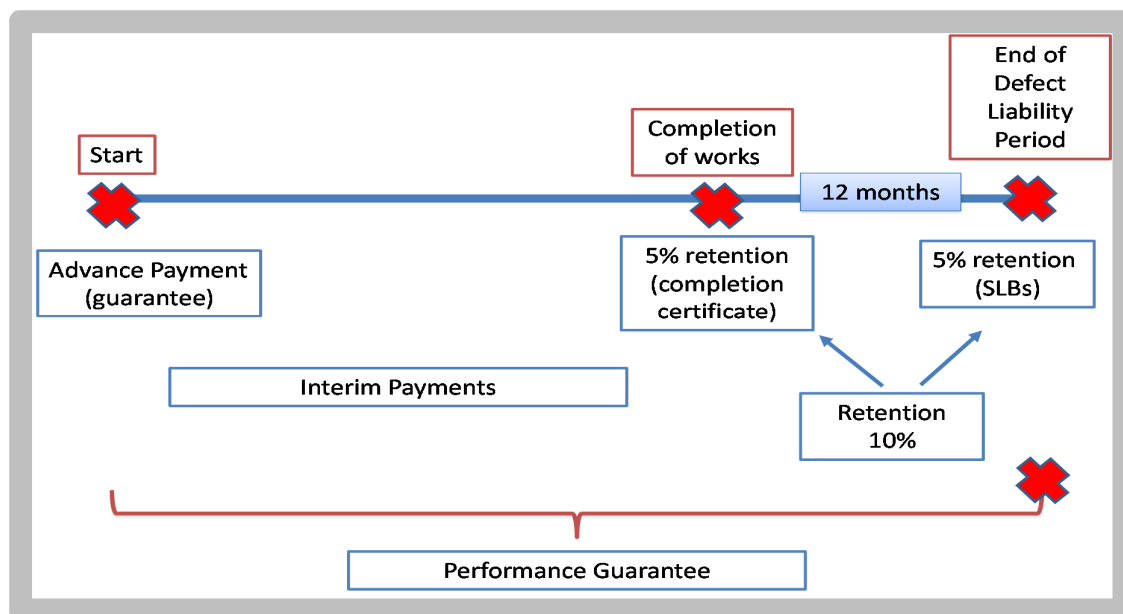 Start
Completion
of works
End of
Defect
Liability
Period
12 months
Advance Payment
(guarantee)
5% retention
(completion
certificate)
5% retention
(SLBs)
Interim Payments
Retention
10%
Performance Guarantee